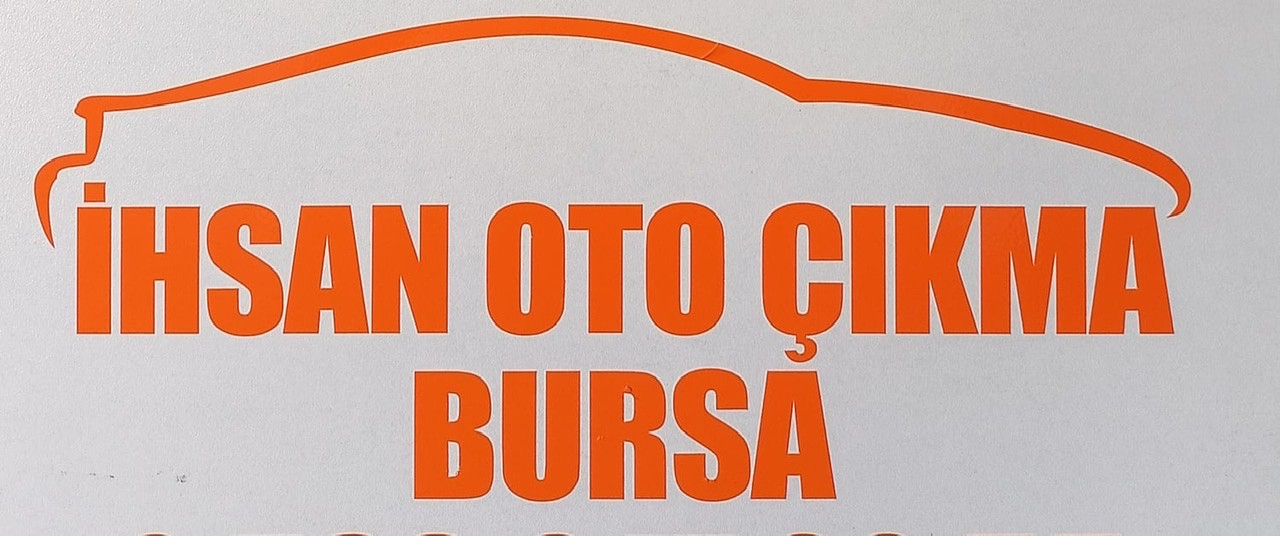 İHSAN OTO ÇIKMA
BURSA